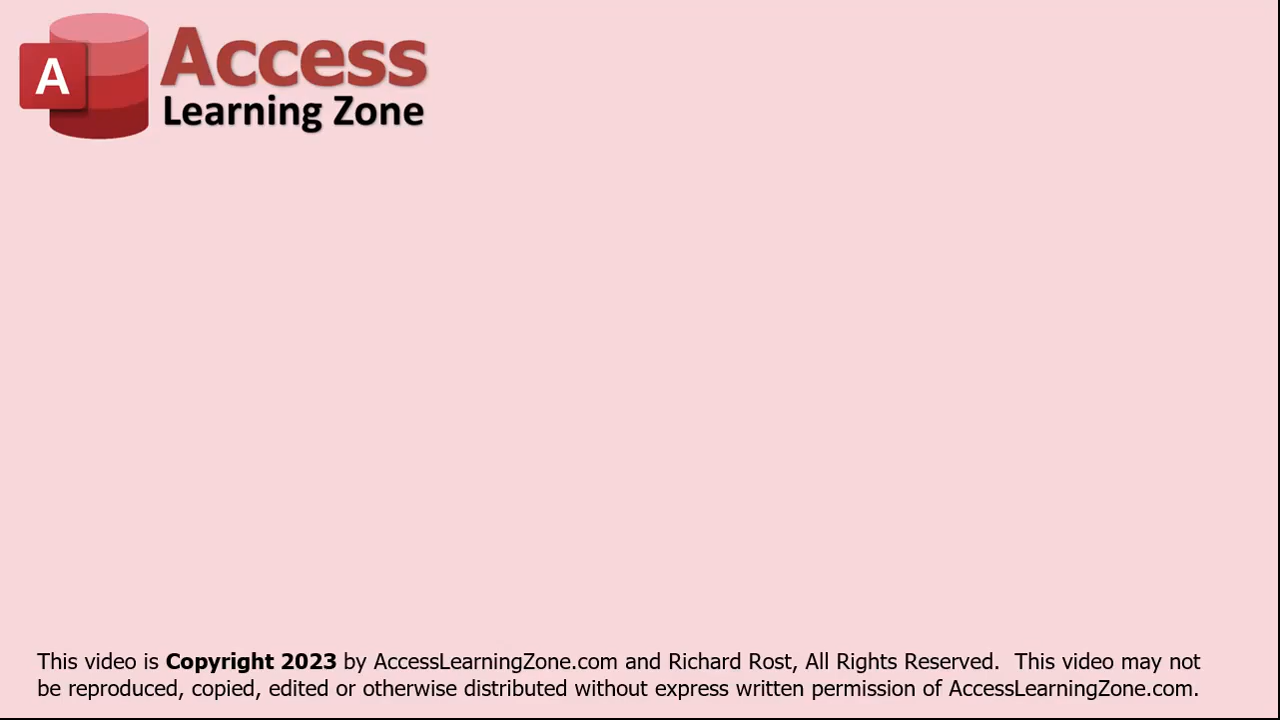 A
Access
Learning Zone
This video is Copyright 2023 by AccessLearningZone.com and Richard Rost, All Rights Reserved.  This video may not
be reproduced, copied, edited or otherwise distributed without express written permission of AccessLearningZone.com.